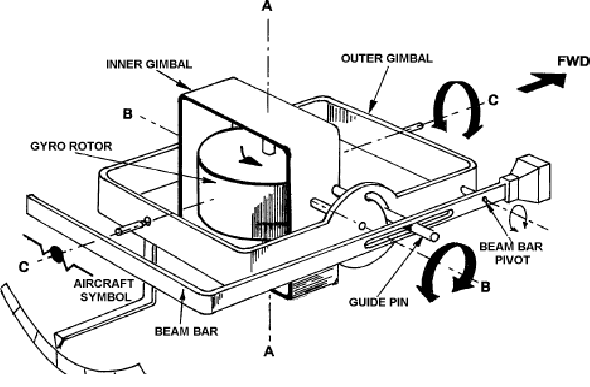 A
INNER GIMBAL
OUTER GIMBAL
FWD
B
C
GYRO ROTOR
C
AIRCRAFT
SYMBOL
BEAM BAR
A
GUIDE PIN
BEAM BAR
PIVOT
B